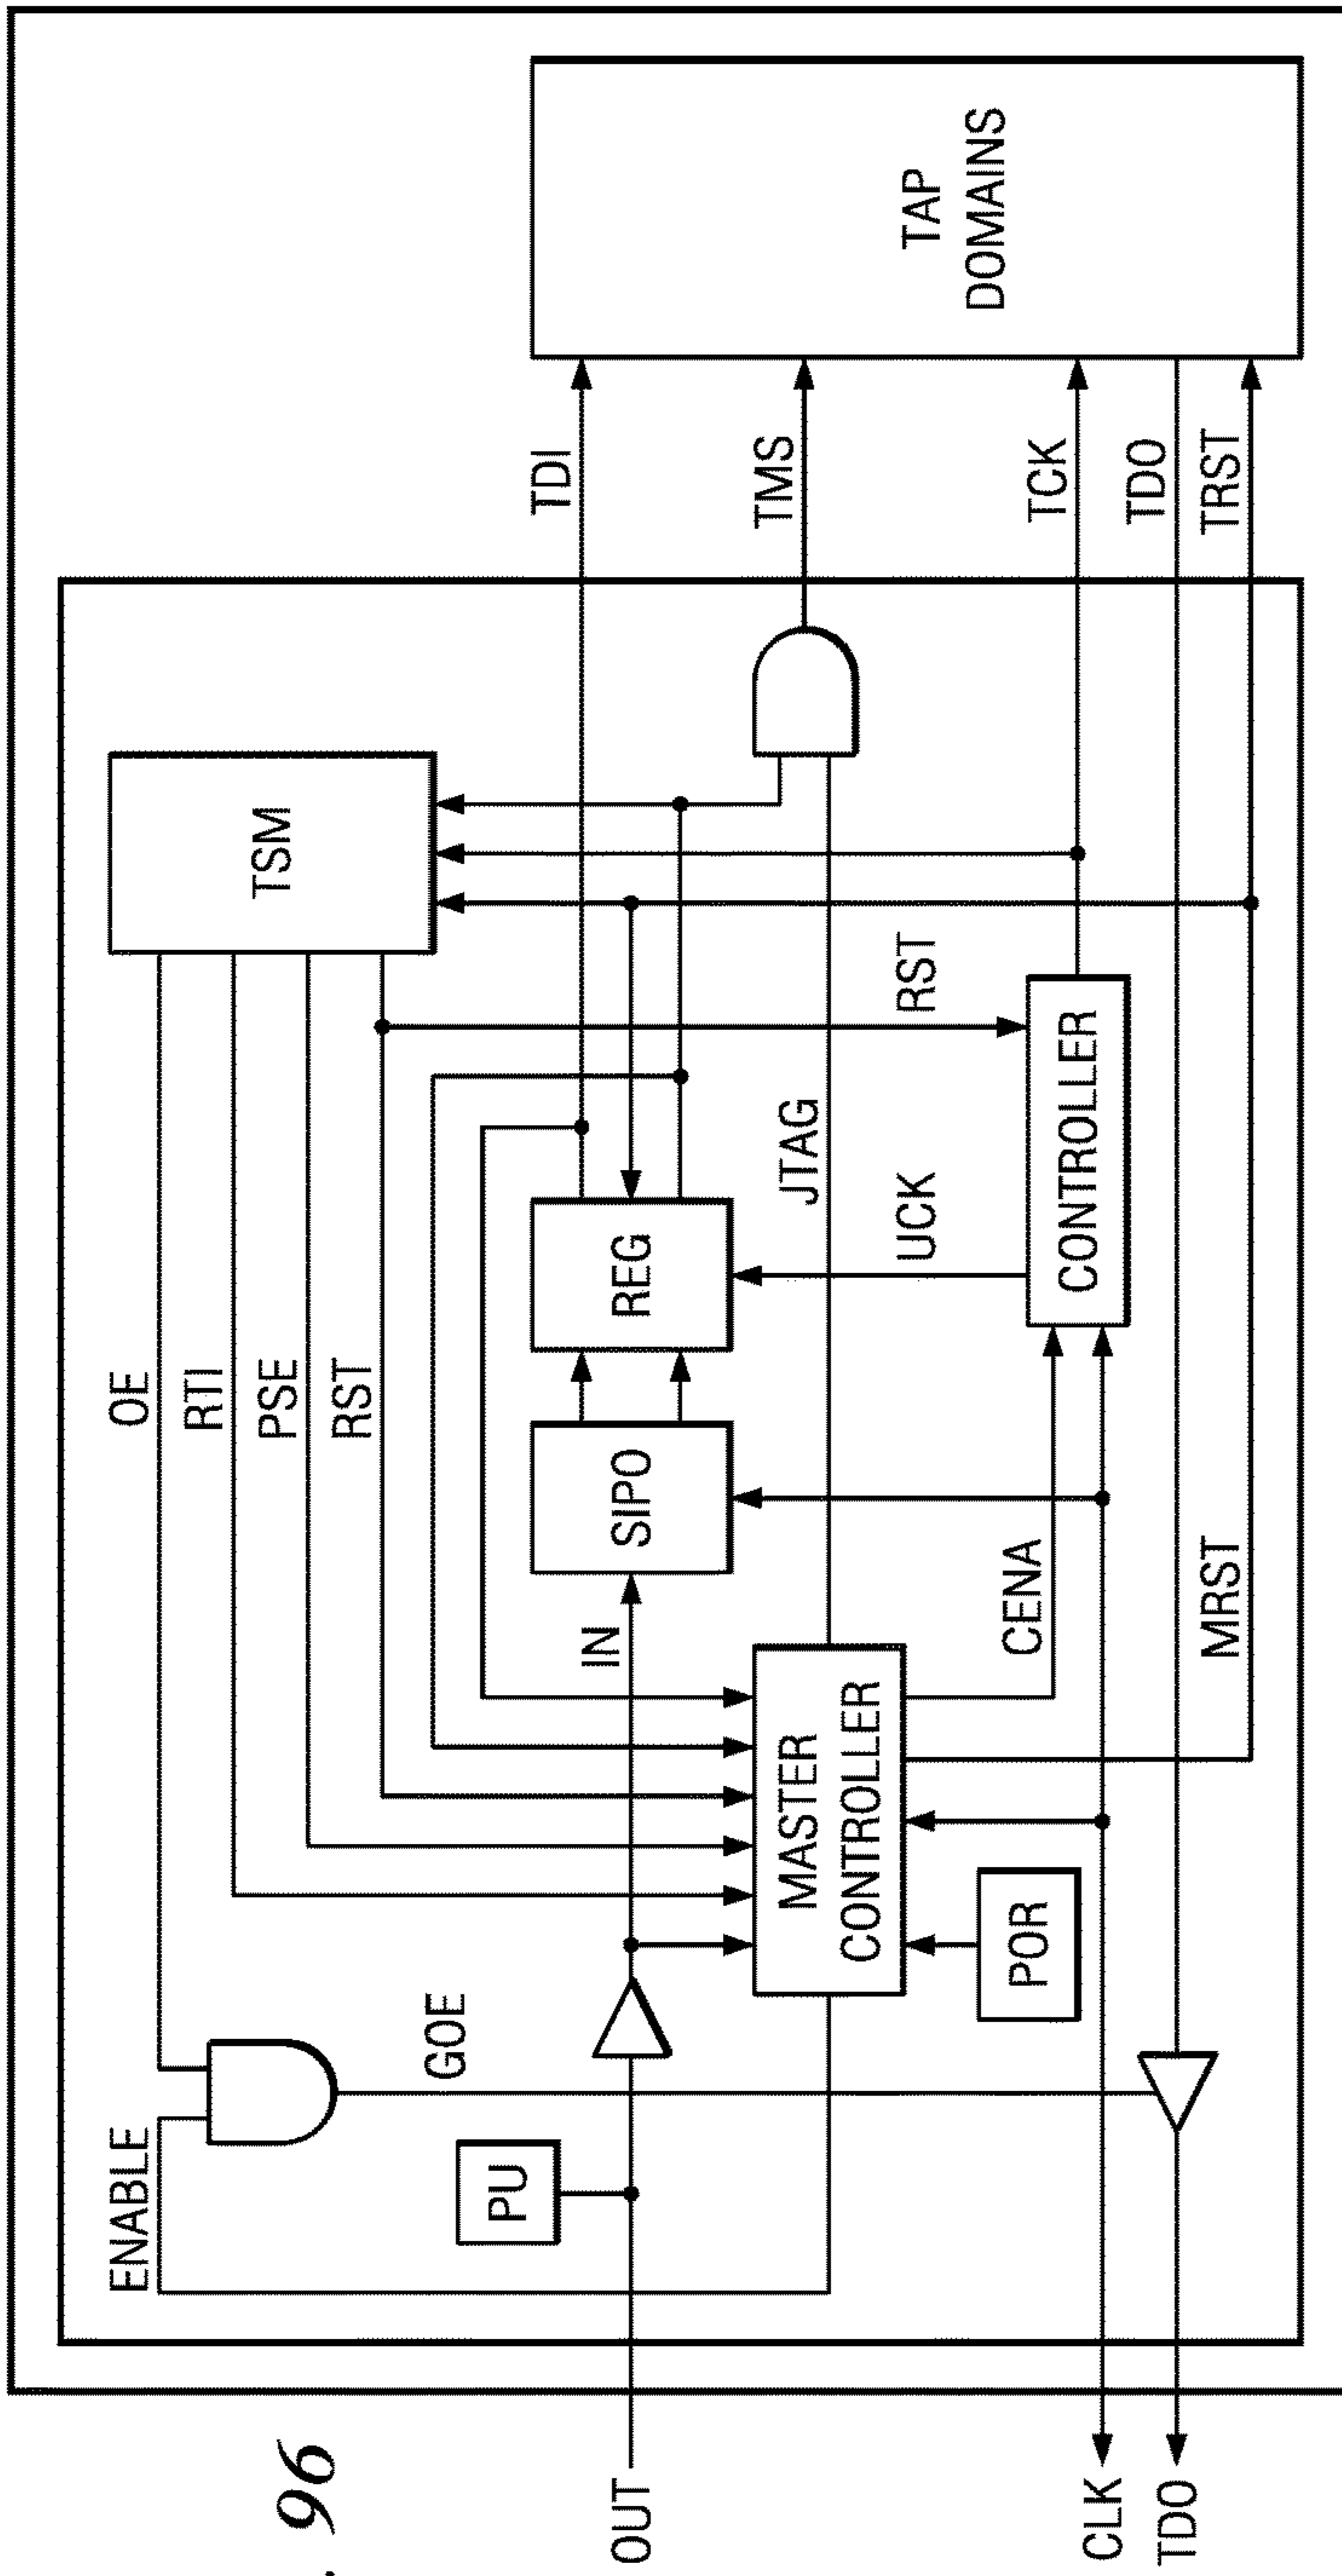 . 96
ENABLE
OE
RTI
PSE
RST
TSM
GOE
PU
OUT
IN
SIPO
REG
TDI
TMS
TAP
DOMAINS
JTAG
MASTER
CONTROLLER
UCK
RST
POR
CENA
CONTROLLER
TCK
CLK
TDO
TDO
MRST
TRST